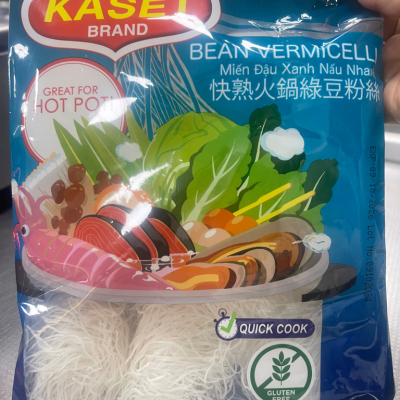 KASET
BRAND
BEAN VERMICELLI
Miến Đậu Xanh Nấu Nhanh
快熟火鍋綠豆粉絲
GREAT FOR
HOT POT!
QUICK COOK
GLUTEN
FREE